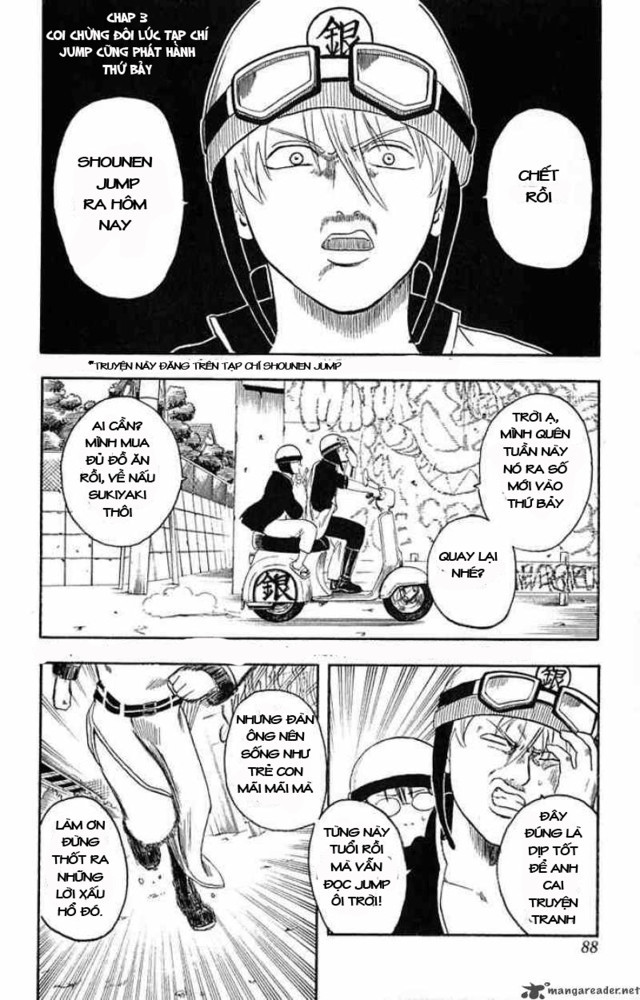 CHAP 3
COI CHỪNG ĐÔI LÚC TẠP CHÍ
JUMP CŨNG PHÁT HÀNH
THỨ BẢY
銀
CHẾT
RỒI
SHOUNEN
JUMP
RA HÔM
NAY
*TRUYỆN NÀY ĐĂNG TRÊN TẠP CHÍ SHOUNEN JUMP
TRỜI Ạ,
MÌNH QUÊN
TUẦN NÀY
NÓ RA SỐ
MỚI VÀO
THỨ BẢY
QUAY LẠI
NHÉ?
AI CẦN?
MÌNH MUA
ĐỦ ĐỒ ĂN
RỒI, VỀ NẤU
SUKIYAKI
THÔI
銀
銀
ĐÂY
ĐÚNG LÀ
DỊP TỐT
ĐỂ ANH
CAI
TRUYỆN
TRANH
TỪNG NÀY
TUỔI RỒI
MÀ VẪN
ĐỌC JUMP
ÔI TRỜI!
NHƯNG ĐÀN
ÔNG NÊN
SỐNG NHƯ
TRẺ CON
MÃI MÃI MÀ
LÀM ƠN
ĐỪNG
THỐT RA
NHỮNG
LỜI XẤU
HỔ ĐÓ.
88
mangareader.net